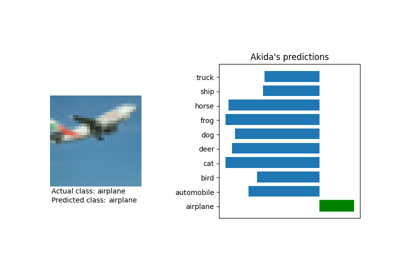 Akida's predictions
truck
ship
horse
frog
dog
deer
cat
bird
automobile
airplane
Actual class: airplane
Predicted class: airplane